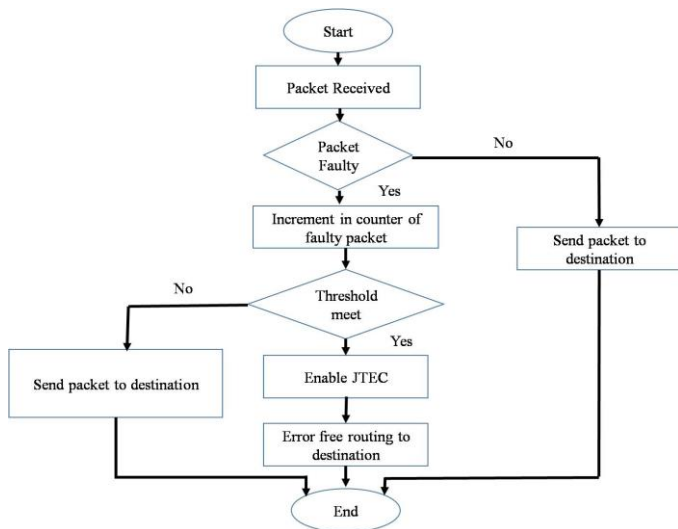 Start
Packet Received
Packet
Faulty
No
Yes
Increment in counter of
faulty packet
Send packet to
destination
No
Threshold
meet
Yes
Send packet to destination
Enable JTEC
Error free routing to
destination
End